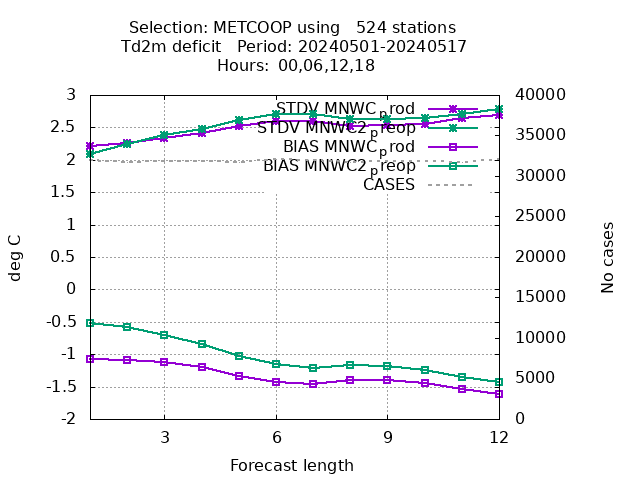 Selection: METCOOP using   524 stations
Td2m deficit   Period: 20240501-20240517
Hours:  00,06,12,18
3
2.5
2
1.5
1
0.5
0
-0.5
-1
-1.5
-2
40000
35000
30000
25000
20000
15000
10000
5000
0
STDV MNWC_prod
STDV MNWC2_preop
BIAS MNWC_prod
BIAS MNWC2_preop
CASES
deg C
No cases
3
6
9
12
Forecast length